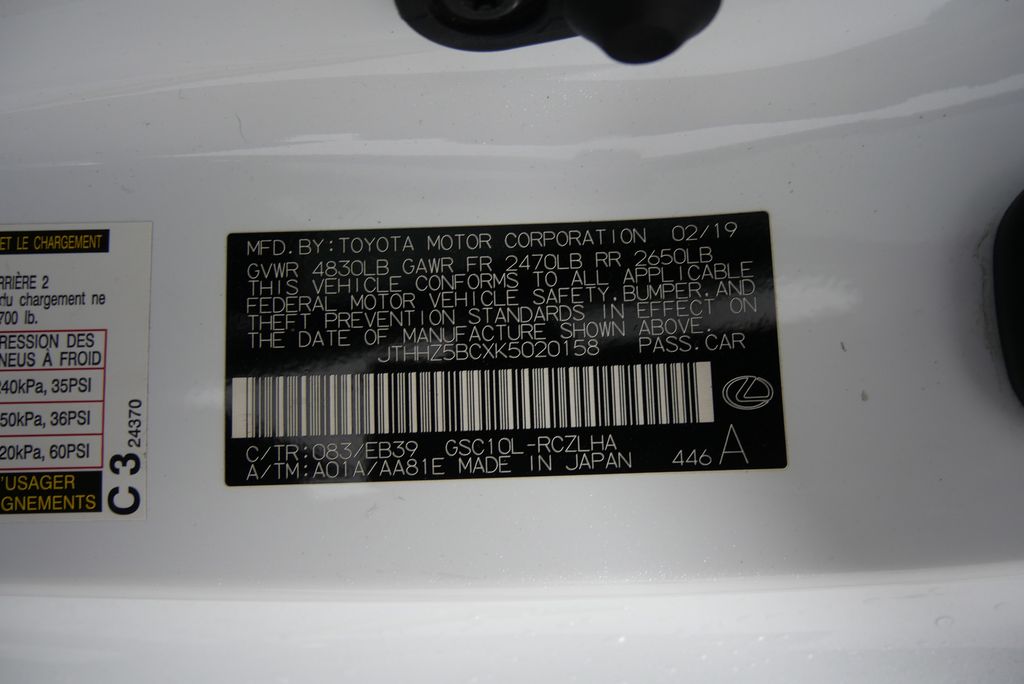 ET LE CHARGEMENT
RRIÈRE 2
rfu chargement ne
700 lb.
RESSION DES
NEUS À FROID
240kPa, 35PSI
50kPa, 36PSI
20kPa, 60PSI
'USAGER
GNEMENTS
C3
24370
MFD.BY:TOYOTA MOTOR CORPORATION 02/19
GVWR 4830LB GAWR FR 2470LB RR 2650LB
THIS VEHICLE CONFORMS TO ALL APPLICABLE
FEDERAL MOTOR VEHICLE SAFETY,BUMPER,AND
THEFT PREVENTION STANDARDS IN EFFECT ON
THE DATE OF MANUFACTURE SHOWN ABOVE.
JTHHZ5BCXK5020158 PASS.CAR
C/TR:083/EB39 GSC10L-RCZLHA
A/TM:A01A/AA81E MADE IN JAPAN 446 A